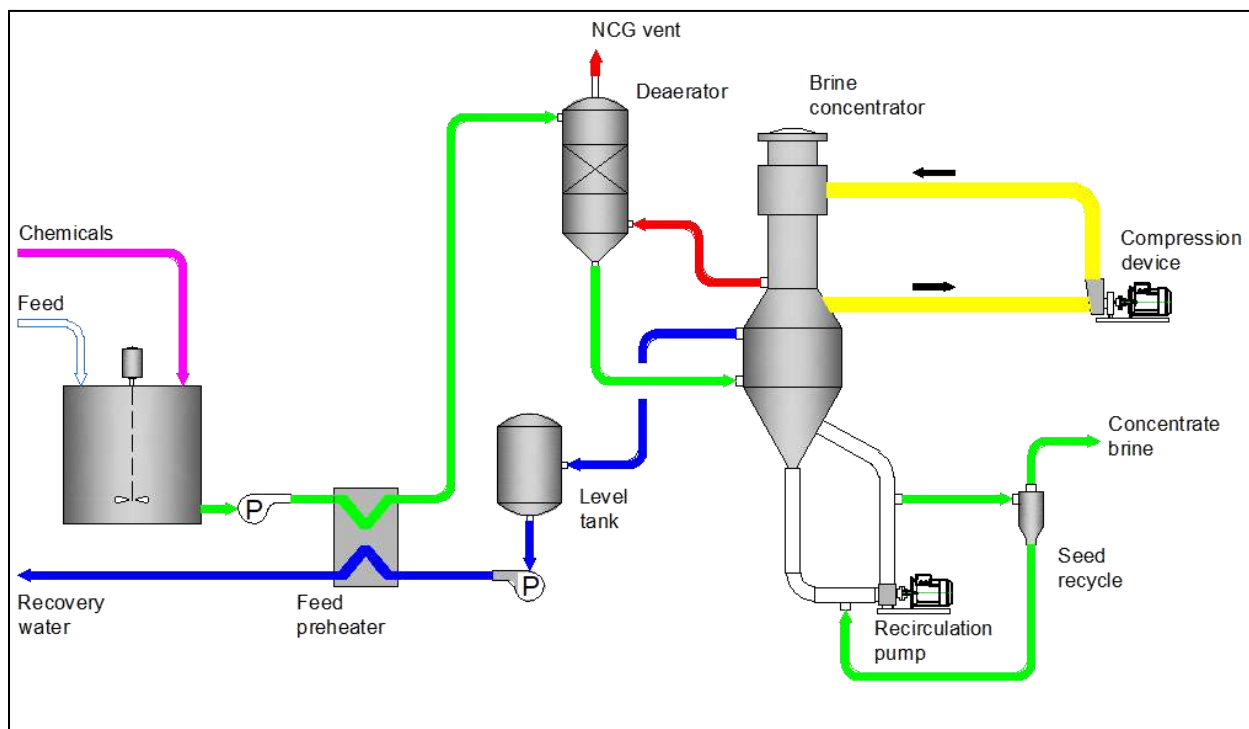 NCG vent
Deaerator
Brine
concentrator
Chemicals
Feed
Compression
device
Concentrate
brine
P
Level
tank
P
Seed
recycle
Recovery
water
Feed
preheater
Recirculation
pump